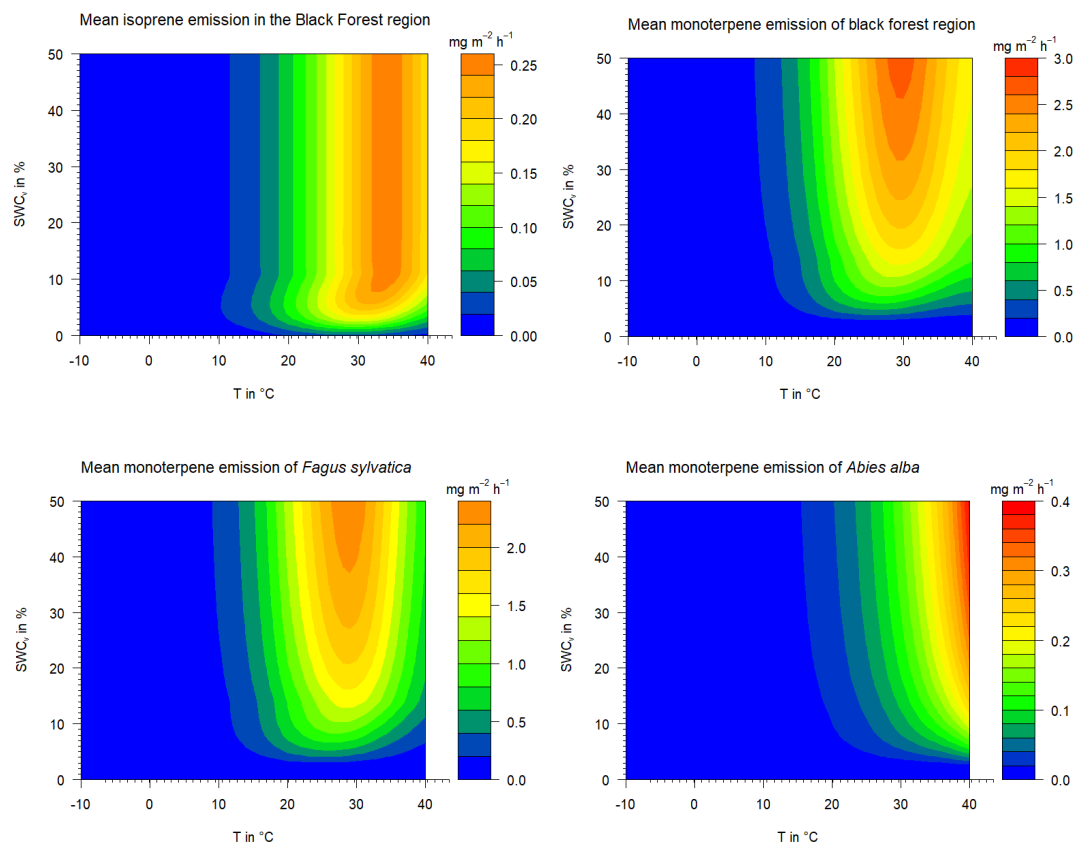 Mean isoprene emission in the Black Forest region
mg m⁻² h⁻¹
50
40
30
20
10
0
SWCᵥ in %
-10 0 10 20 30 40
T in °C
0.25
0.20
0.15
0.10
0.05
0.00
Mean monoterpene emission of black forest region
mg m⁻² h⁻¹
50
40
30
20
10
0
SWCᵥ in %
-10 0 10 20 30 40
T in °C
3.0
2.5
2.0
1.5
1.0
0.5
0.0
Mean monoterpene emission of Fagus sylvatica
mg m⁻² h⁻¹
50
40
30
20
10
0
SWCᵥ in %
-10 0 10 20 30 40
T in °C
2.0
1.5
1.0
0.5
0.0
Mean monoterpene emission of Abies alba
mg m⁻² h⁻¹
50
40
30
20
10
0
SWCᵥ in %
-10 0 10 20 30 40
T in °C
0.4
0.3
0.2
0.1
0.0